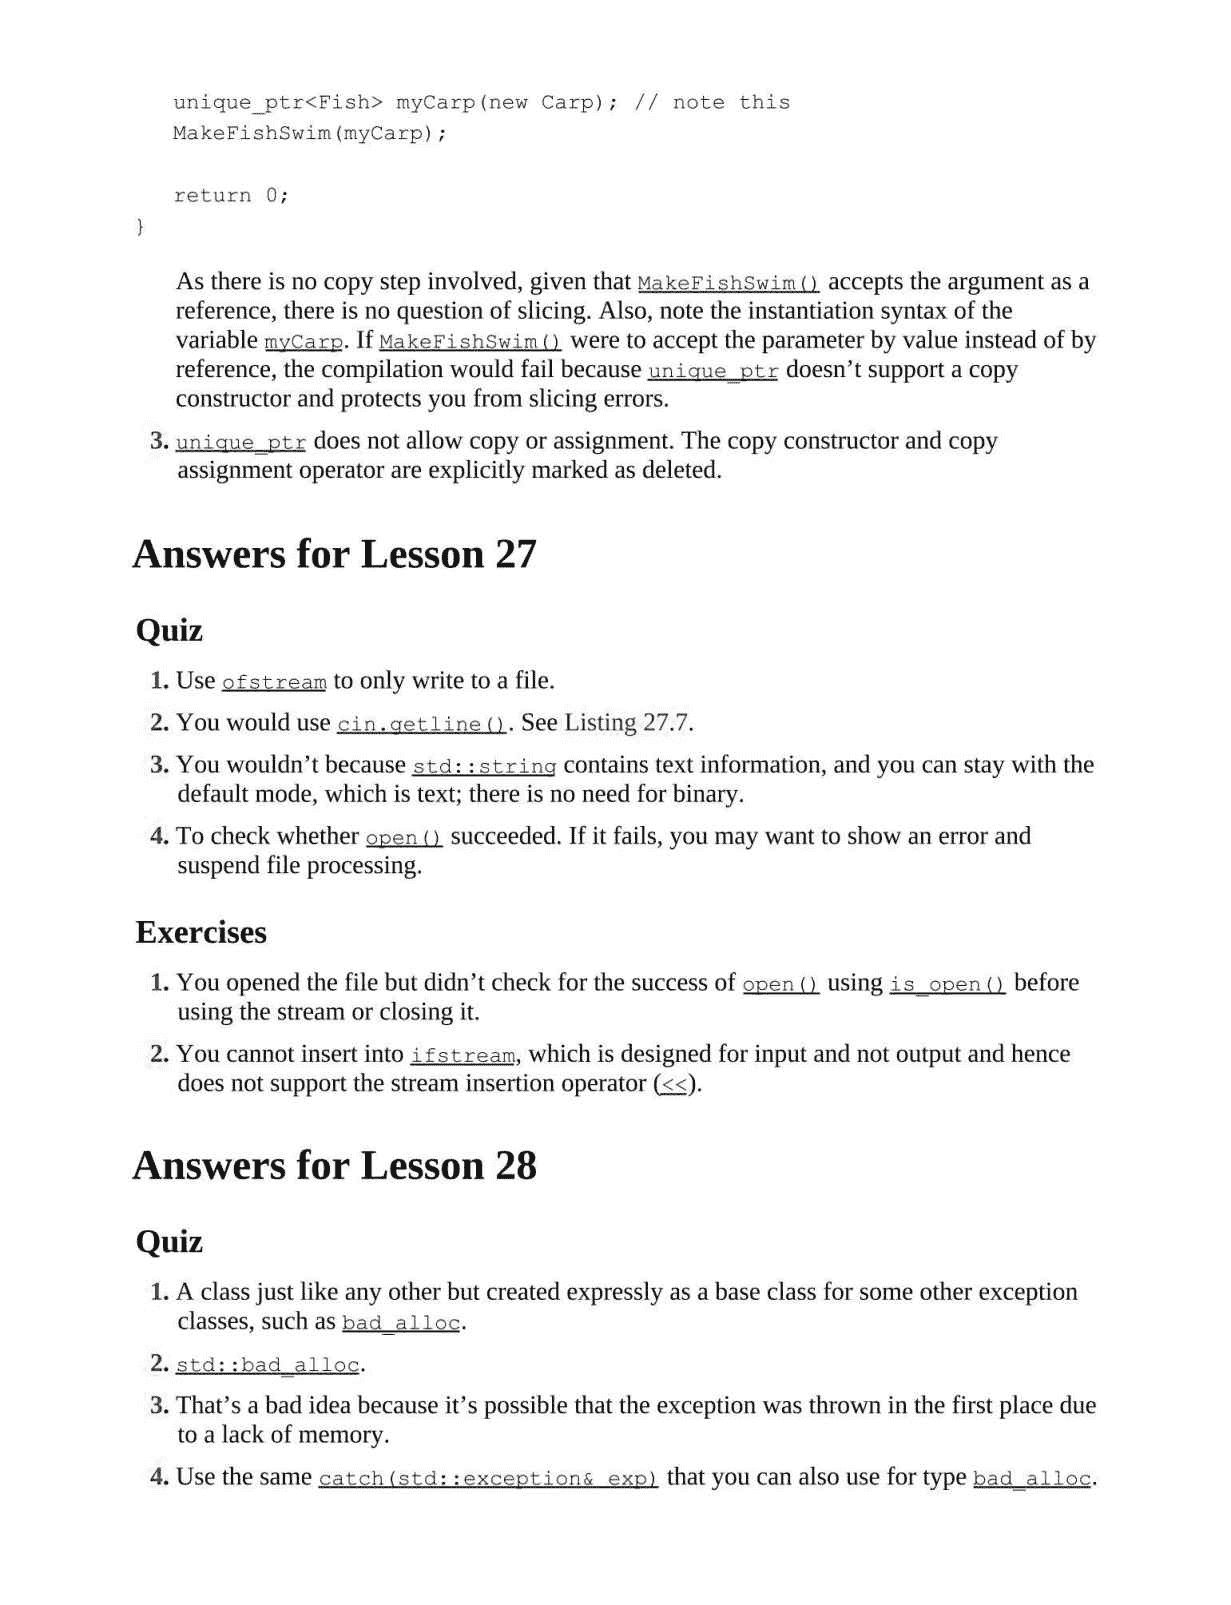 unique_ptr<Fish> myCarp(new Carp); // note this
MakeFishSwim(myCarp);
return 0;
}
As there is no copy step involved, given that MakeFishSwim() accepts the argument as a
reference, there is no question of slicing. Also, note the instantiation syntax of the
variable myCarp. If MakeFishSwim() were to accept the parameter by value instead of by
reference, the compilation would fail because unique_ptr doesn’t support a copy
constructor and protects you from slicing errors.
3. unique_ptr does not allow copy or assignment. The copy constructor and copy
assignment operator are explicitly marked as deleted.
Answers for Lesson 27
Quiz
1. Use ofstream to only write to a file.
2. You would use cin.getline(). See Listing 27.7.
3. You wouldn’t because std::string contains text information, and you can stay with the
default mode, which is text; there is no need for binary.
4. To check whether open() succeeded. If it fails, you may want to show an error and
suspend file processing.
Exercises
1. You opened the file but didn’t check for the success of open() using is_open() before
using the stream or closing it.
2. You cannot insert into ifstream, which is designed for input and not output and hence
does not support the stream insertion operator (<<).
Answers for Lesson 28
Quiz
1. A class just like any other but created expressly as a base class for some other exception
classes, such as bad_alloc.
2. std::bad_alloc.
3. That’s a bad idea because it’s possible that the exception was thrown in the first place due
to a lack of memory.
4. Use the same catch(std::exception& exp) that you can also use for type bad_alloc.